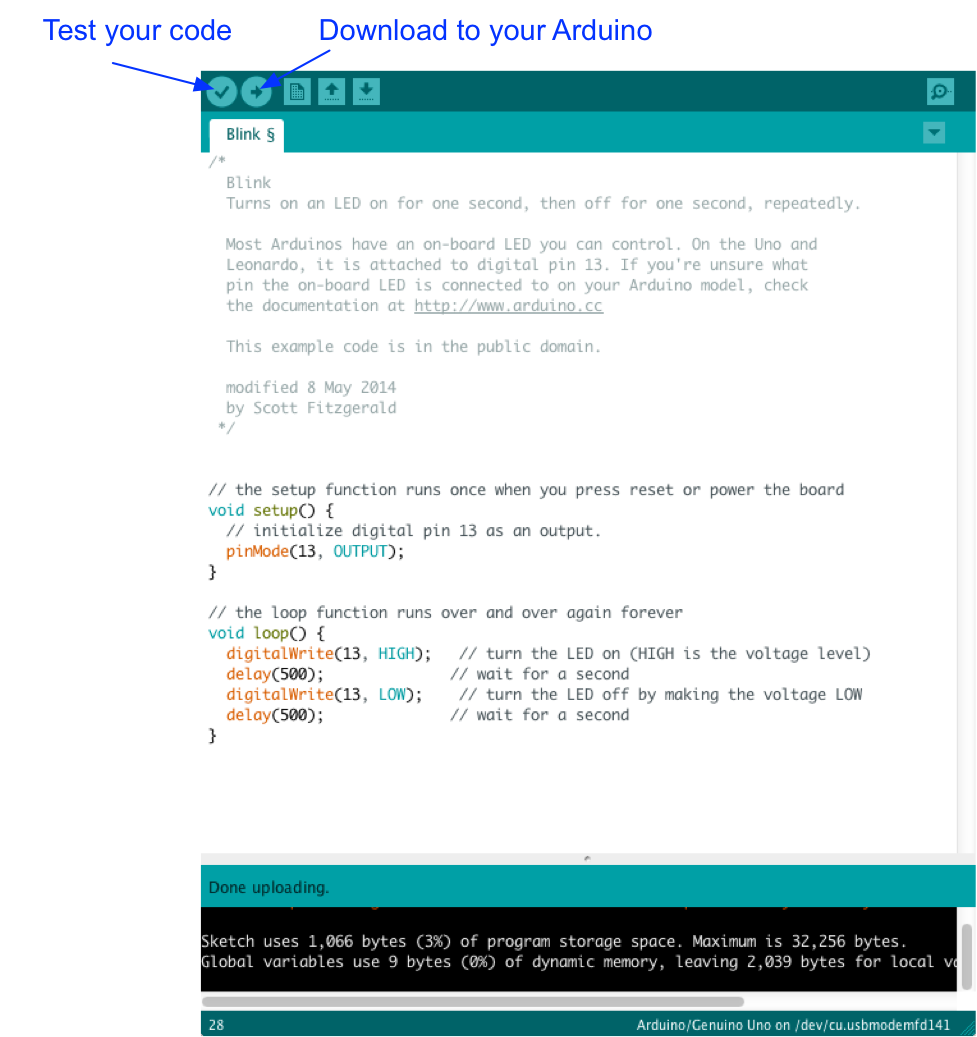 Test your code
Download to your Arduino
Blink §
/*
Blink
Turns on an LED on for one second, then off for one second, repeatedly.
Most Arduinos have an on-board LED you can control. On the Uno and
Leonardo, it is attached to digital pin 13. If you're unsure what
pin the on-board LED is connected to on your Arduino model, check
the documentation at http://www.arduino.cc
This example code is in the public domain.
modified 8 May 2014
by Scott Fitzgerald
*/
// the setup function runs once when you press reset or power the board
void setup() {
// initialize digital pin 13 as an output.
pinMode(13, OUTPUT);
}
// the loop function runs over and over again forever
void loop() {
digitalWrite(13, HIGH);   // turn the LED on (HIGH is the voltage level)
delay(500);              // wait for a second
digitalWrite(13, LOW);    // turn the LED off by making the voltage LOW
delay(500);              // wait for a second
}
Done uploading.
Sketch uses 1,066 bytes (3%) of program storage space. Maximum is 32,256 bytes.
Global variables use 9 bytes (0%) of dynamic memory, leaving 2,039 bytes for local
28
Arduino/Genuino Uno on /dev/cu.usbmodemfd141